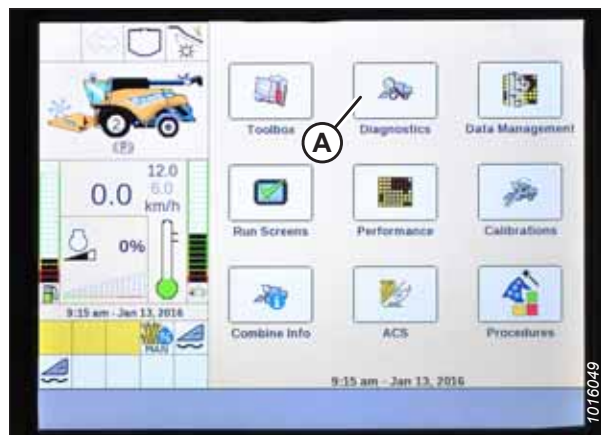 2
(P)
12.0
6.0
0.0
km/h
0%
9:15 am - Jan 13, 2016
MAN
Toolbox
Diagnostics
Data Management
A
Run Screens
Performance
Calibrations
Combine Info
ACS
Procedures
9:15 am - Jan 13, 2016
1016049